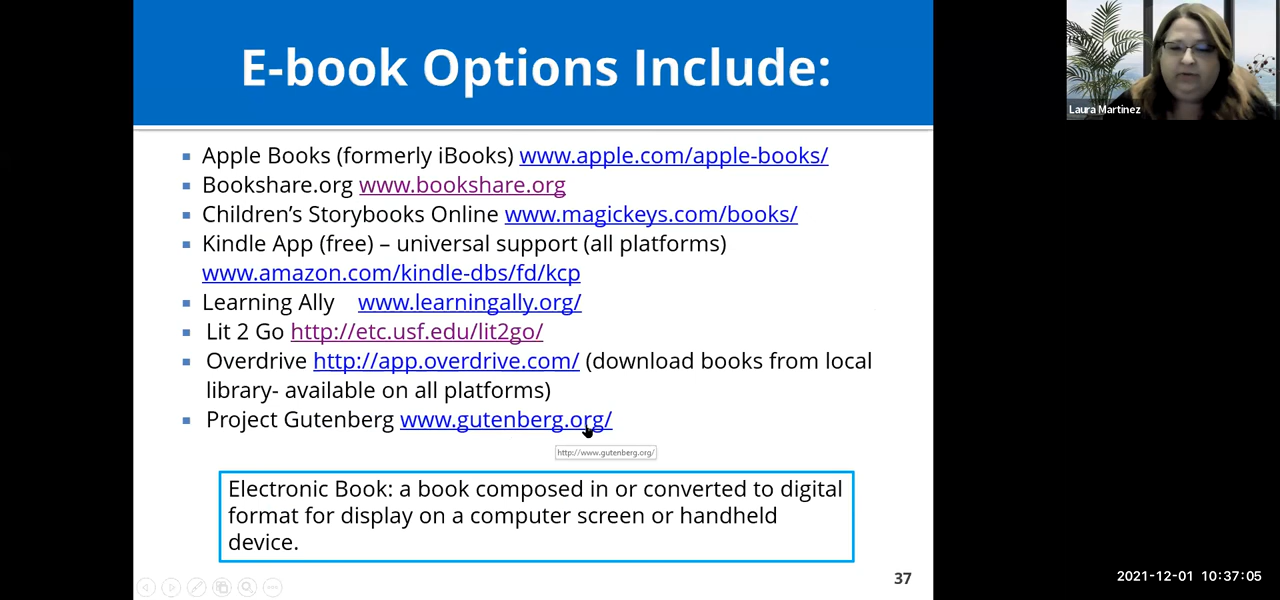 E-book Options Include:
Laura Martinez
Apple Books (formerly iBooks) www.apple.com/apple-books/
Bookshare.org www.bookshare.org
Children’s Storybooks Online www.magickeys.com/books/
Kindle App (free) – universal support (all platforms)
www.amazon.com/kindle-dbs/fd/kcp
Learning Ally www.learningally.org/
Lit 2 Go http://etc.usf.edu/lit2go/
Overdrive http://app.overdrive.com/ (download books from local
library- available on all platforms)
Project Gutenberg www.gutenberg.org/
http://www.gutenberg.org/
Electronic Book: a book composed in or converted to digital
format for display on a computer screen or handheld
device.
37
2021-12-01 10:37:05